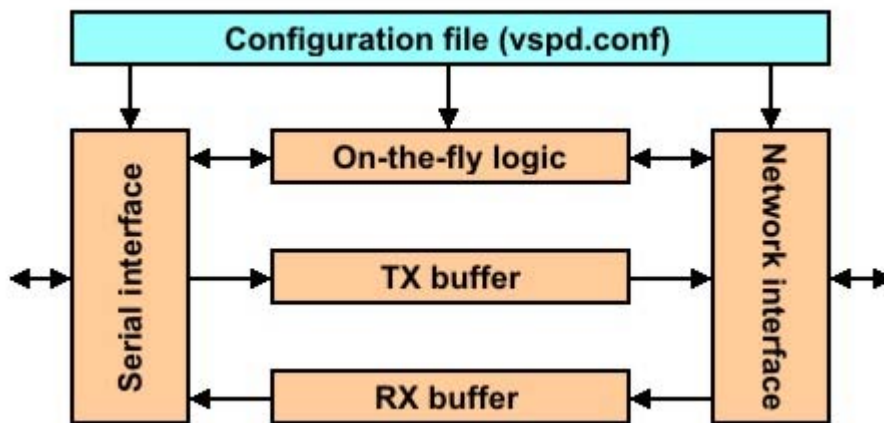 Configuration file (vspd.conf)
Serial interface
On-the-fly logic
TX buffer
RX buffer
Network interface